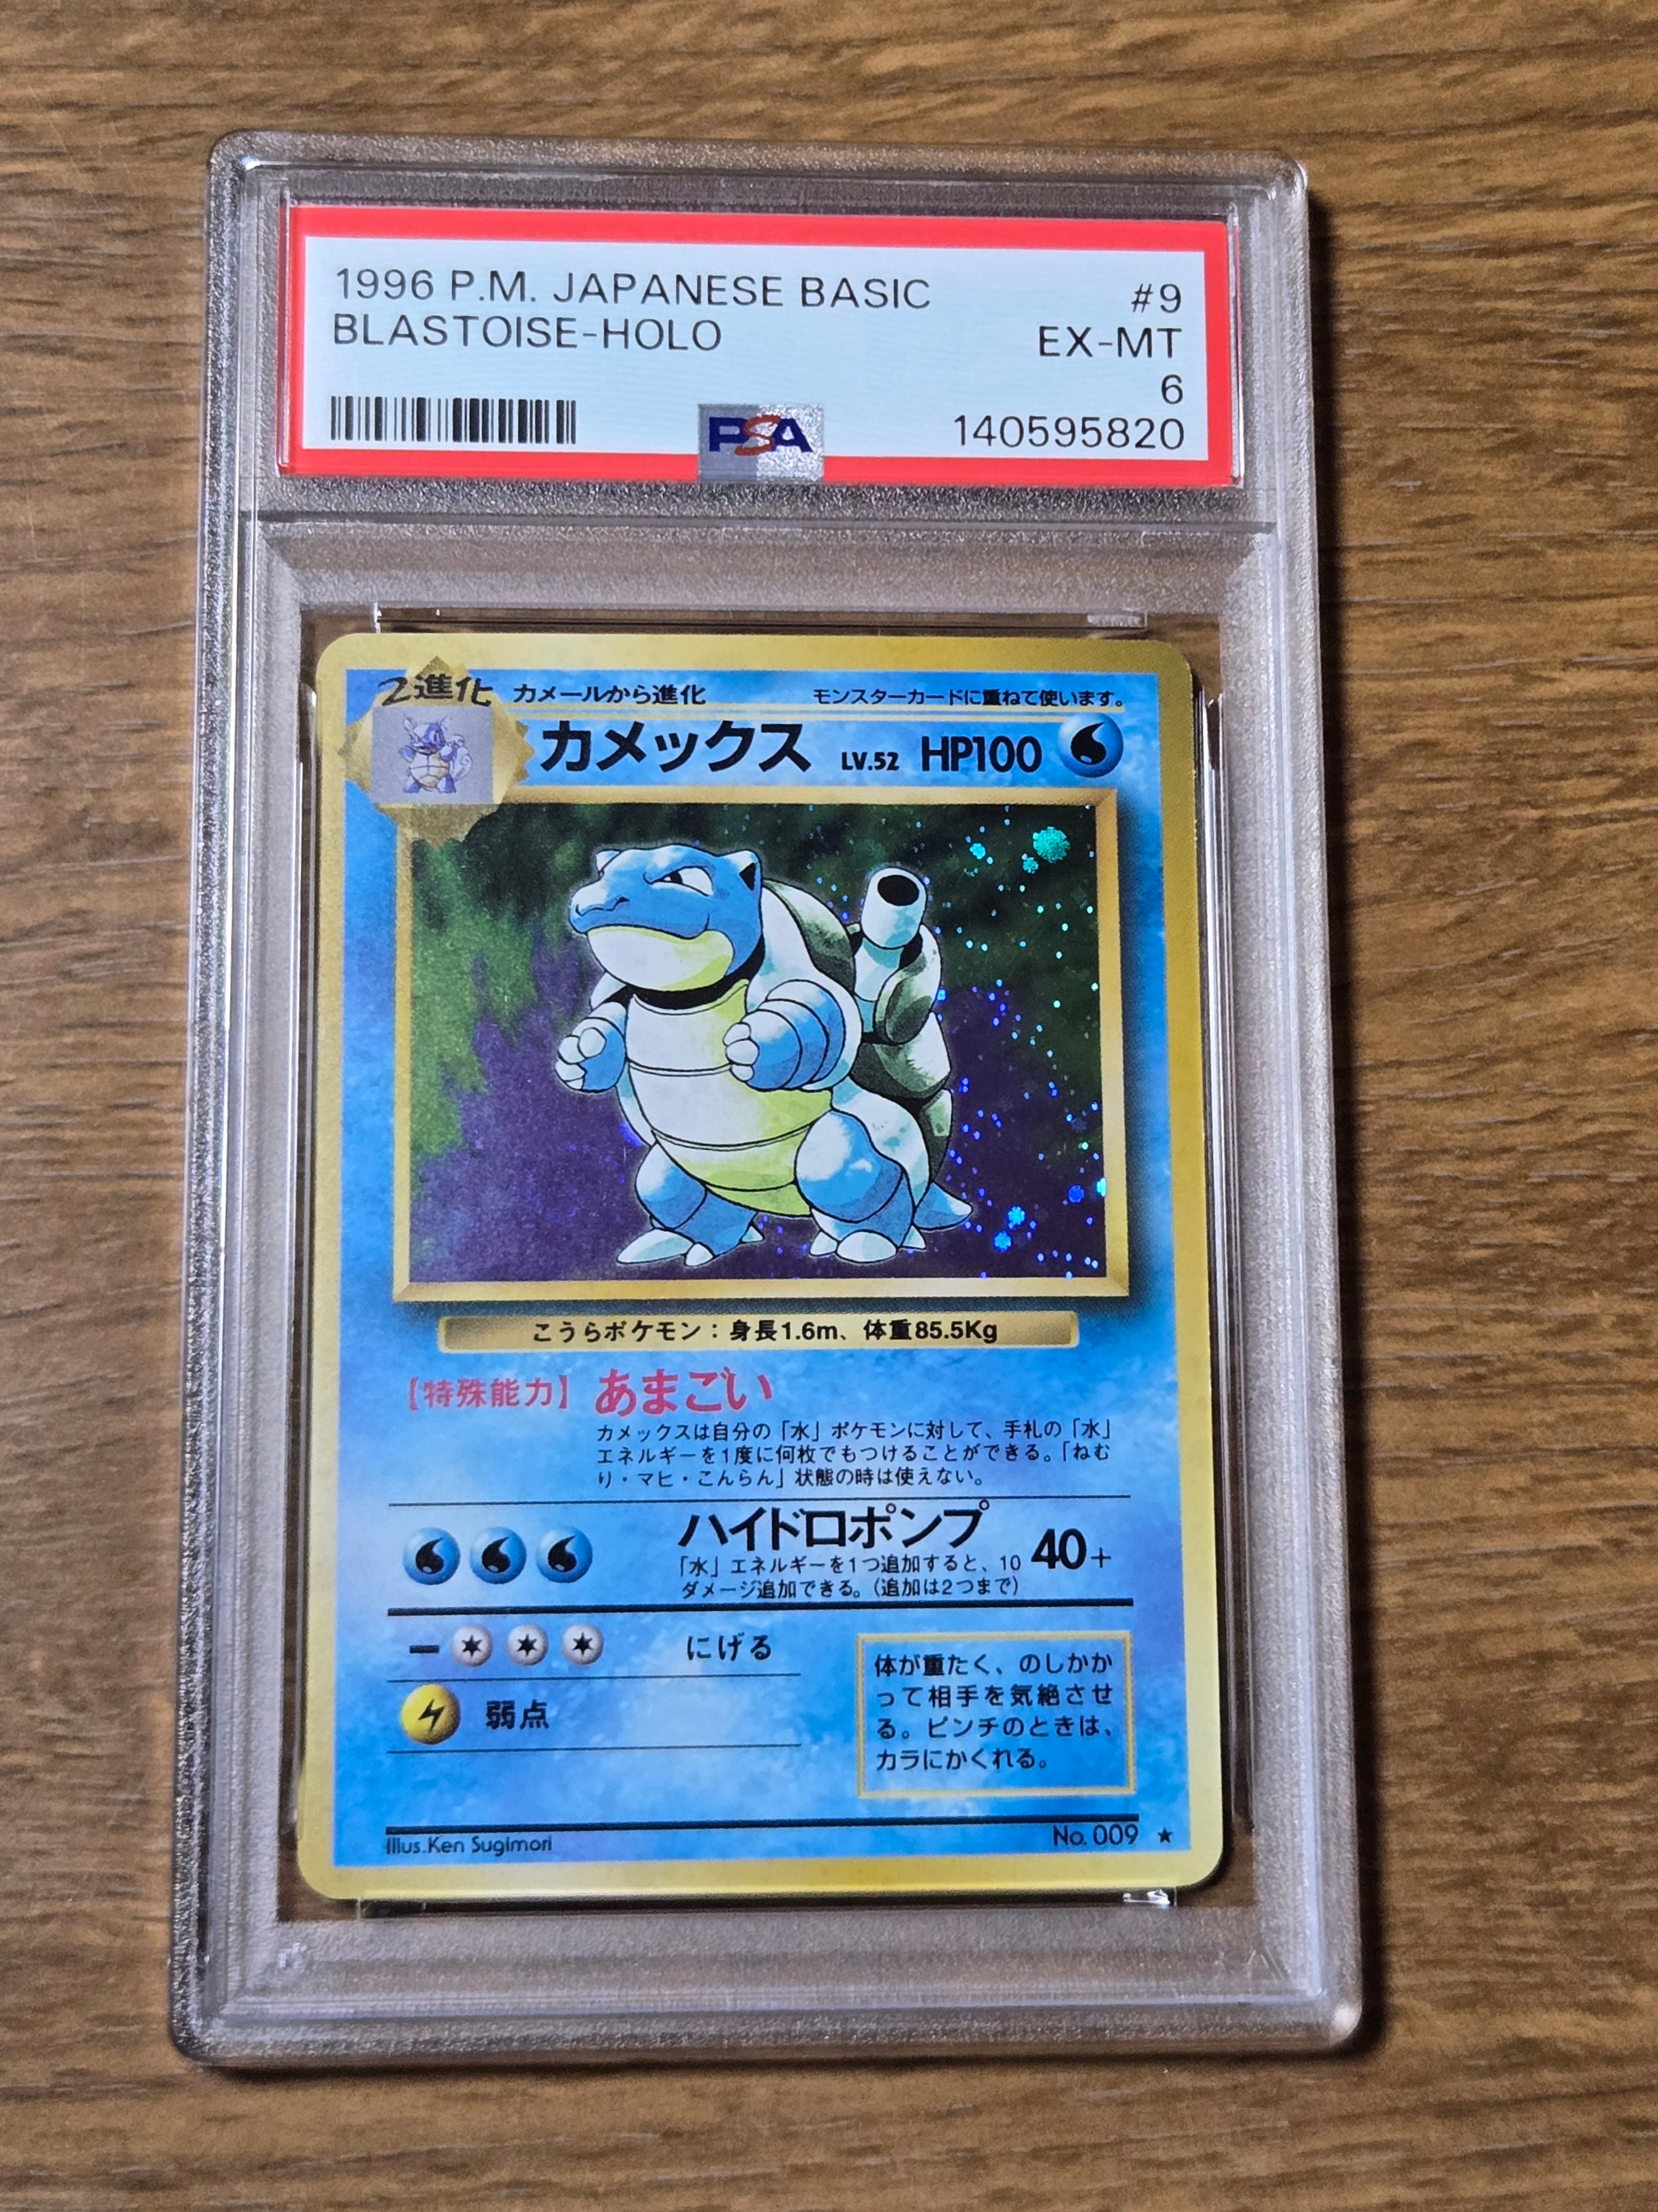 1996 P.M. JAPANESE BASIC #9
BLASTOISE-HOLO EX-MT
6
PSA 140595820
2進化 カメールから進化 モンスターカードに重ねて使います。
カメックス LV.52 HP100
こうらポケモン：身長1.6m、体重85.5Kg
【特殊能力】あまごい
カメックスは自分の「水」ポケモンに対して、手札の「水」
エネルギーを1度に何枚でもつけることができる。「ねむ
り・マヒ・こんらん」状態の時は使えない。
ハイドロポンプ 40+
「水」エネルギーを1つ追加すると、10
ダメージ追加できる。(追加は2つまで)
にげる
弱点
体が重たく、のしかか
って相手を気絶させ
る。ピンチのときは、
カラにかくれる。
Illus.Ken Sugimori No.009 ★